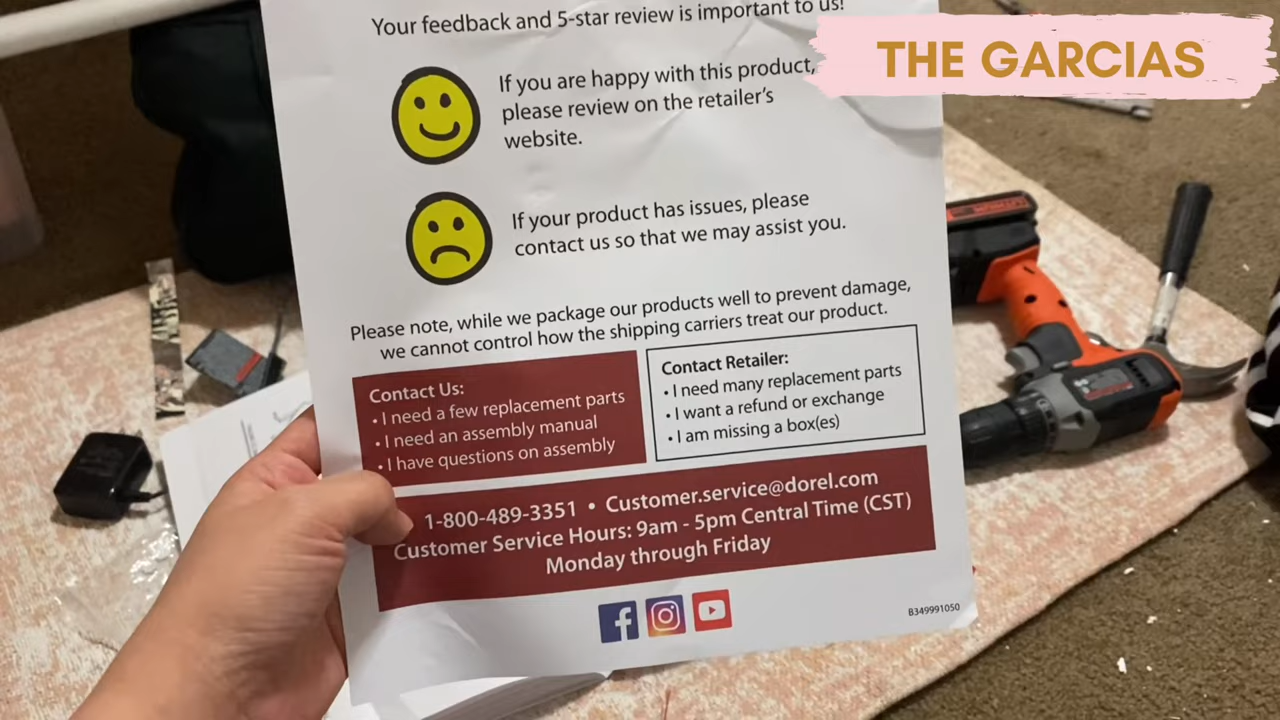 Your feedback and 5-star review is important to us!
THE GARCIAS
If you are happy with this product,
please review on the retailer's
website.
If your product has issues, please
contact us so that we may assist you.
Please note, while we package our products well to prevent damage,
we cannot control how the shipping carriers treat our product.
Contact Us:
• I need a few replacement parts
• I need an assembly manual
• I have questions on assembly
Contact Retailer:
• I need many replacement parts
• I want a refund or exchange
• I am missing a box(es)
1-800-489-3351 • Customer.service@dorel.com
Customer Service Hours: 9am - 5pm Central Time (CST)
Monday through Friday
B349991050